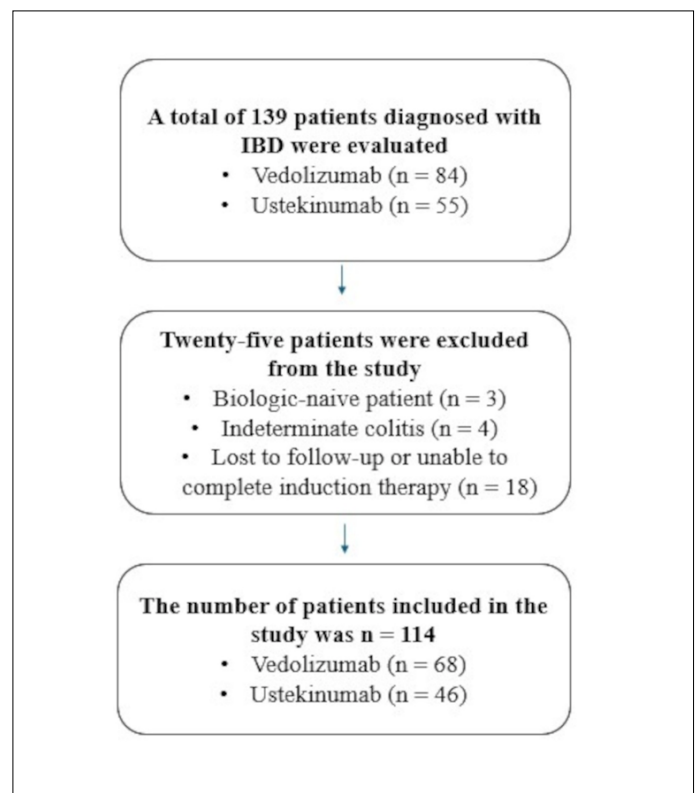 A total of 139 patients diagnosed with
IBD were evaluated
• Vedolizumab (n = 84)
• Ustekinumab (n = 55)
Twenty-five patients were excluded
from the study
• Biologic-naive patient (n = 3)
• Indeterminate colitis (n = 4)
• Lost to follow-up or unable to
complete induction therapy (n = 18)
The number of patients included in the
study was n = 114
• Vedolizumab (n = 68)
• Ustekinumab (n = 46)